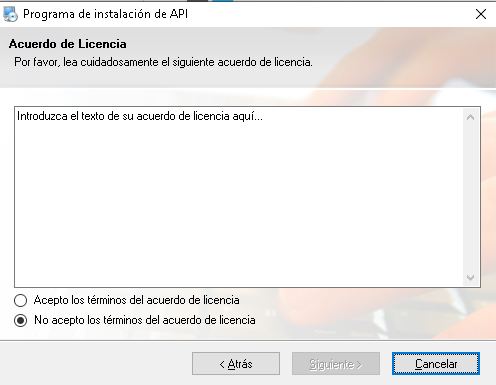 Programa de instalación de API
Acuerdo de Licencia
Por favor, lea cuidadosamente el siguiente acuerdo de licencia.
Introduzca el texto de su acuerdo de licencia aquí...
Acepto los términos del acuerdo de licencia
No acepto los términos del acuerdo de licencia
< Atrás
Siguiente >
Cancelar